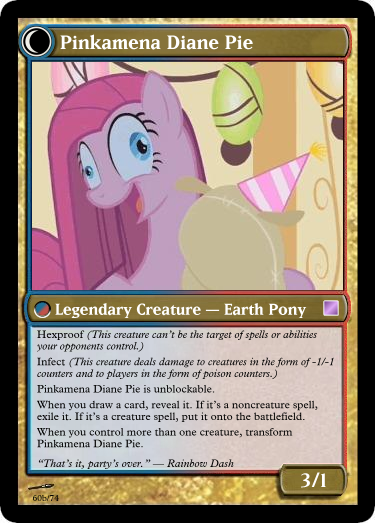 Pinkamena Diane Pie
Legendary Creature — Earth Pony
Hexproof (This creature can't be the target of spells or abilities
your opponents control.)
Infect (This creature deals damage to creatures in the form of -1/-1
counters and to players in the form of poison counters.)
Pinkamena Diane Pie is unblockable.
When you draw a card, reveal it. If it's a noncreature spell,
exile it. If it's a creature spell, put it onto the battlefield.
When you control more than one creature, transform
Pinkamena Diane Pie.
"That's it, party's over." — Rainbow Dash
3/1
60b/74